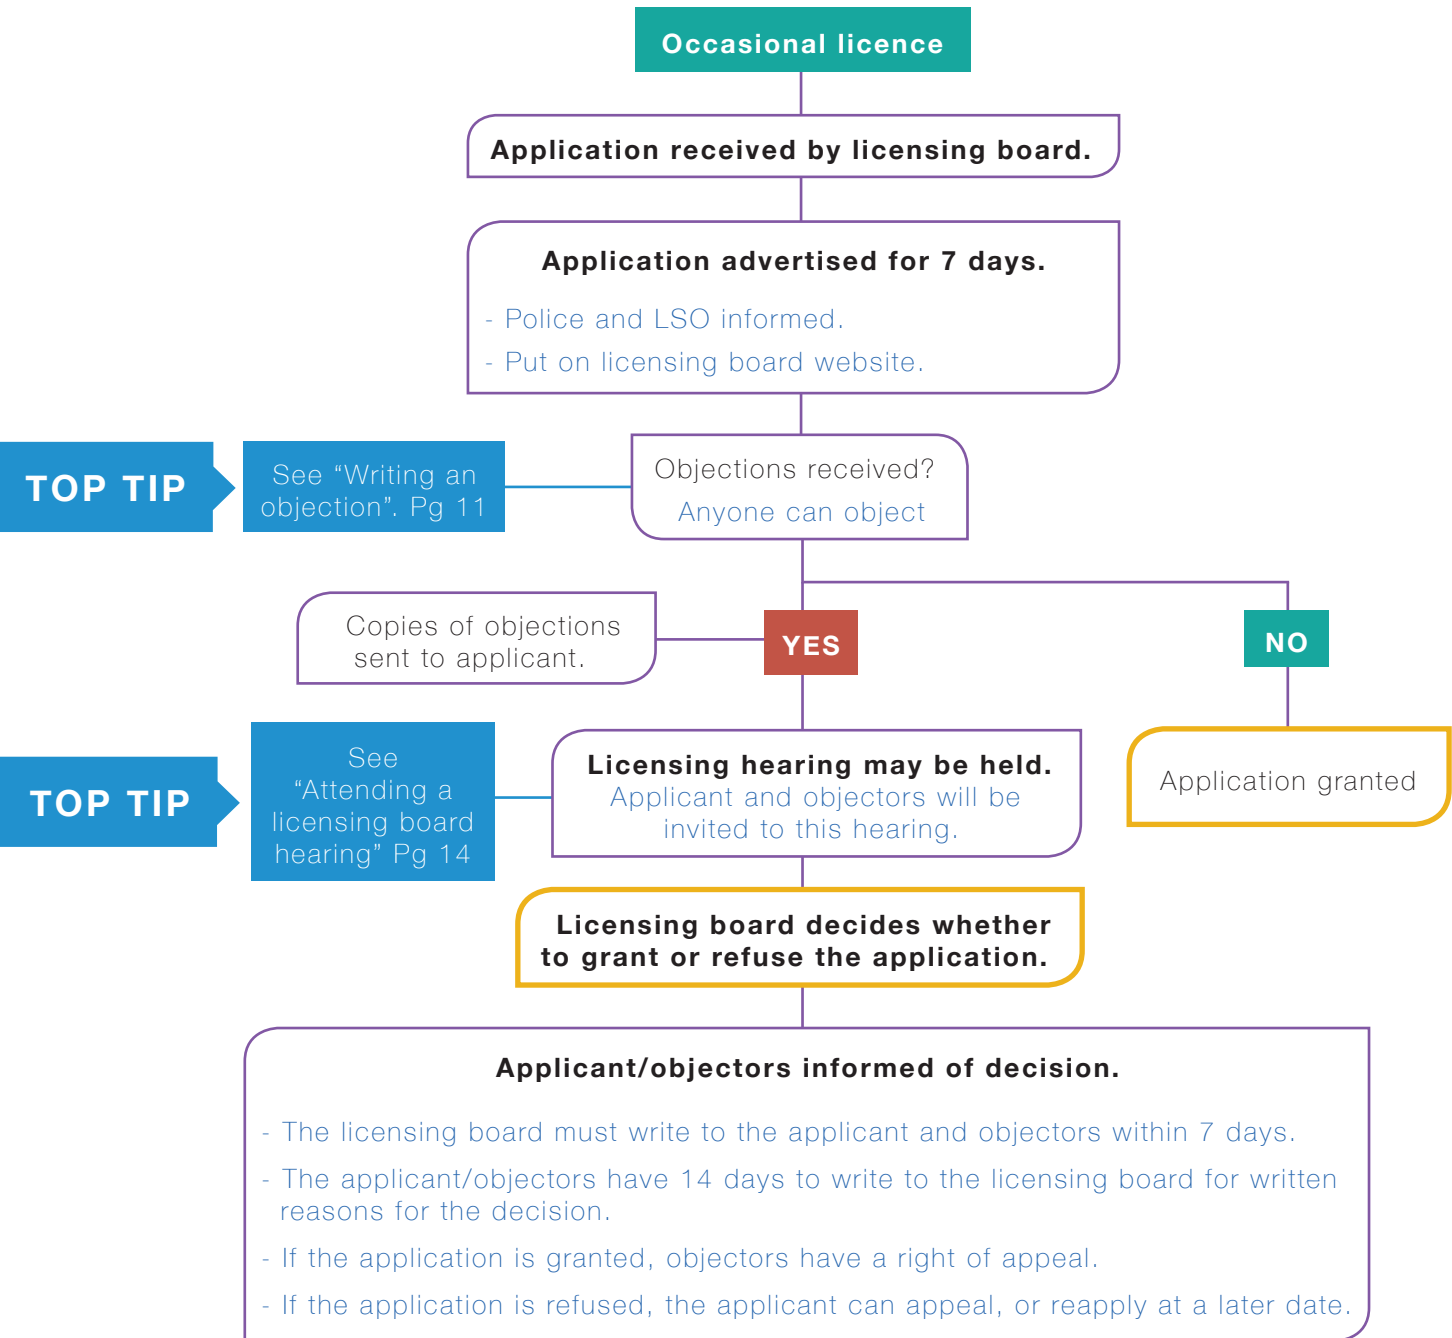 Occasional licence
Application received by licensing board.
Application advertised for 7 days.
- Police and LSO informed.
- Put on licensing board website.
TOP TIP
See “Writing an
objection”. Pg 11
Objections received?
Anyone can object
Copies of objections
sent to applicant.
YES
NO
TOP TIP
See
“Attending a
licensing board
hearing” Pg 14
Licensing hearing may be held.
Applicant and objectors will be
invited to this hearing.
Application granted
Licensing board decides whether
to grant or refuse the application.
Applicant/objectors informed of decision.
- The licensing board must write to the applicant and objectors within 7 days.
- The applicant/objectors have 14 days to write to the licensing board for written
reasons for the decision.
- If the application is granted, objectors have a right of appeal.
- If the application is refused, the applicant can appeal, or reapply at a later date.